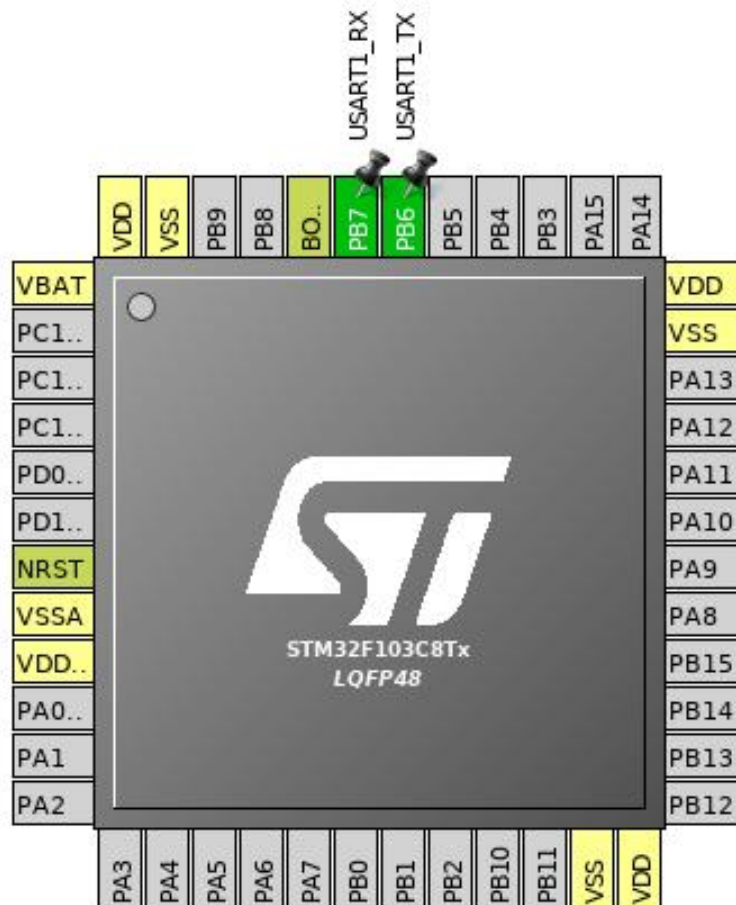 USART1_RX
USART1_TX
VDD
VSS
PB9
PB8
BO..
PB7
PB6
PB5
PB4
PB3
PA15
PA14
VBAT
PC1..
PC1..
PC1..
PD0..
PD1..
NRST
VSSA
VDD..
PA0..
PA1
PA2
VDD
VSS
PA13
PA12
PA11
PA10
PA9
PA8
PB15
PB14
PB13
PB12
ST
STM32F103C8Tx
LQFP48
PA3
PA4
PA5
PA6
PA7
PB0
PB1
PB2
PB10
PB11
VSS
VDD